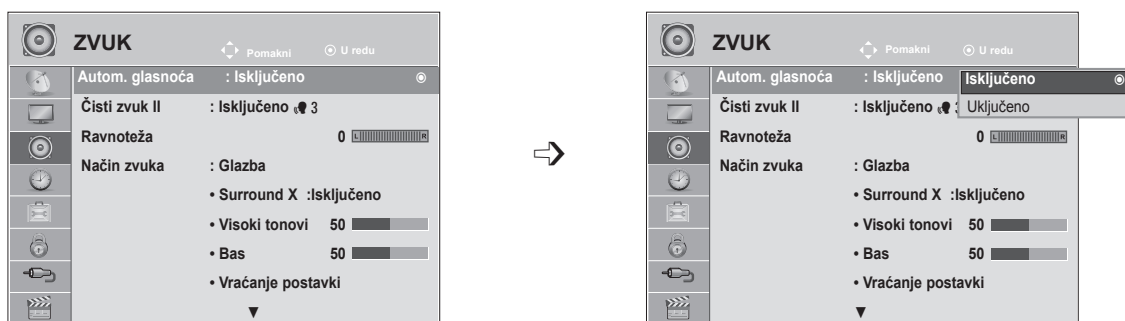 ZVUK
Pomakni U redu
Autom. glasnoća : Isključeno
Čisti zvuk II : Isključeno 3
Ravnoteža 0 L R
Način zvuka : Glazba
• Surround X :Isključeno
• Visoki tonovi 50
• Bas 50
• Vraćanje postavki
ZVUK
Pomakni U redu
Autom. glasnoća : Isključeno
Isključeno
Uključeno
Čisti zvuk II : Isključeno
Ravnoteža 0 L R
Način zvuka : Glazba
• Surround X :Isključeno
• Visoki tonovi 50
• Bas 50
• Vraćanje postavki